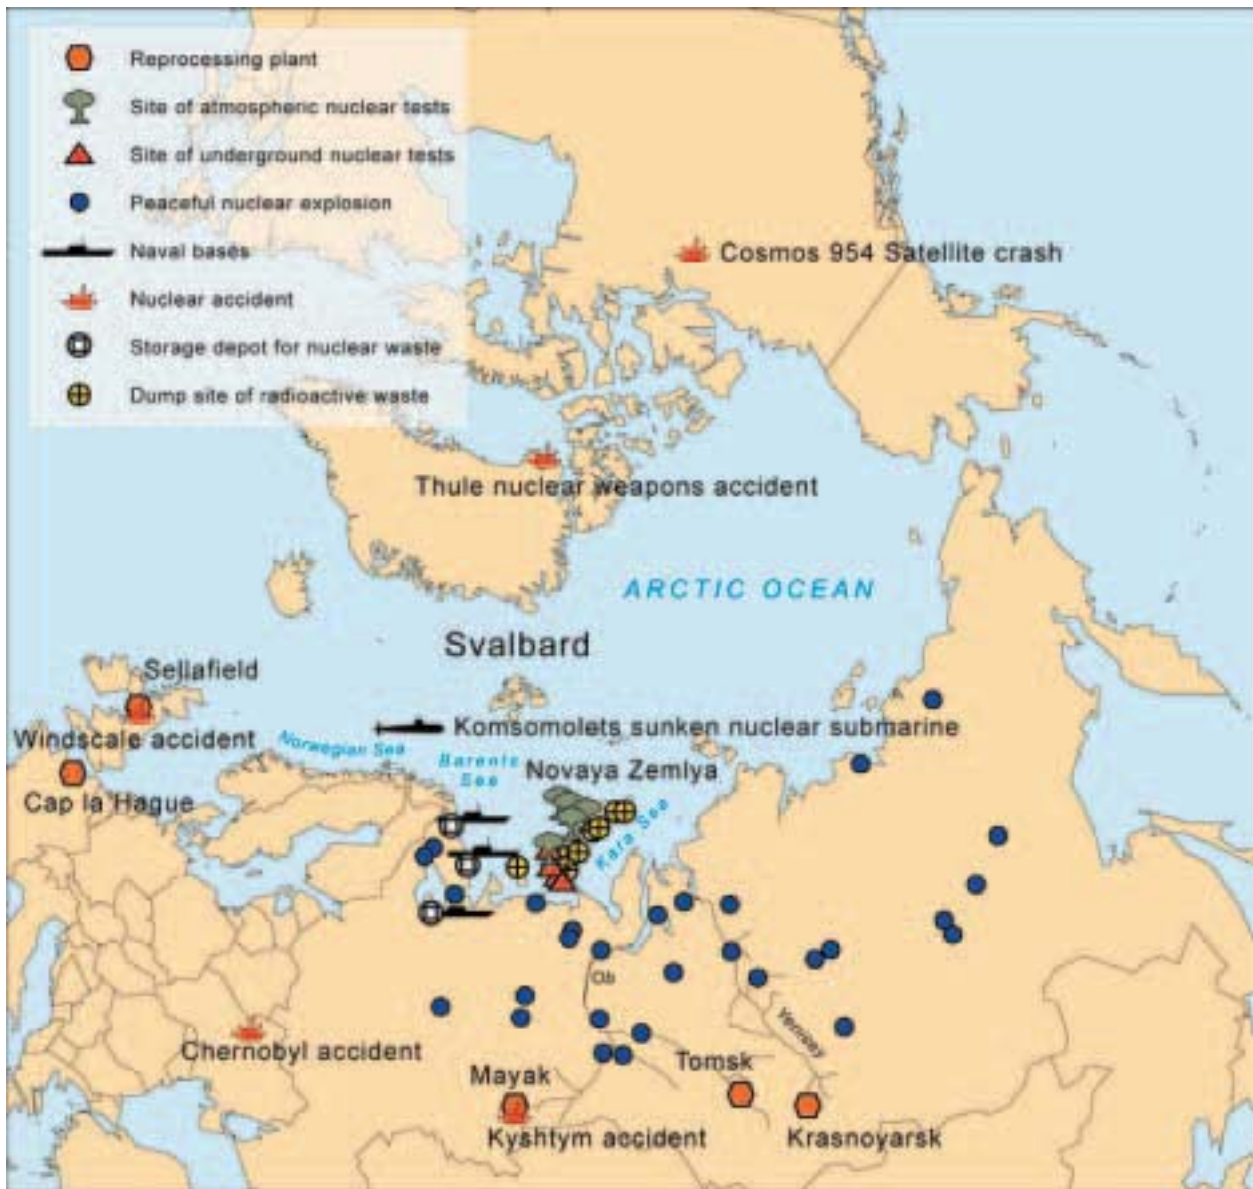 Reprocessing plant
Site of atmospheric nuclear tests
Site of underground nuclear tests
Peaceful nuclear explosion
Naval bases
Nuclear accident
Storage depot for nuclear waste
Dump site of radioactive waste
Cosmos 954 Satellite crash
Thule nuclear weapons accident
ARCTIC OCEAN
Svalbard
Sellafield
Komsomolets sunken nuclear submarine
Windscale accident
Norwegian Sea
Barents
Sea
Novaya Zemlya
Cap la Hague
Kara Sea
Ob
Yenisey
Chernobyl accident
Tomsk
Mayak
Kyshtym accident
Krasnoyarsk